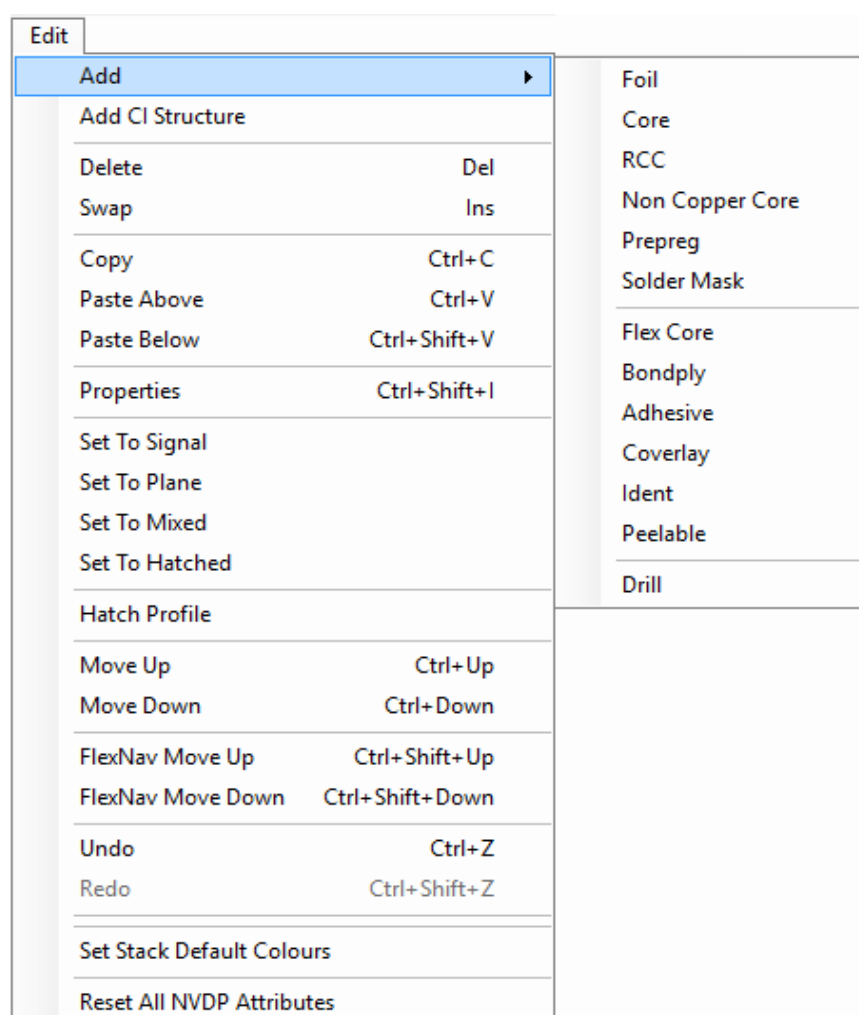 Edit
Add
Add CI Structure
Delete Del
Swap Ins
Copy Ctrl+C
Paste Above Ctrl+V
Paste Below Ctrl+Shift+V
Properties Ctrl+Shift+I
Set To Signal
Set To Plane
Set To Mixed
Set To Hatched
Hatch Profile
Move Up Ctrl+Up
Move Down Ctrl+Down
FlexNav Move Up Ctrl+Shift+Up
FlexNav Move Down Ctrl+Shift+Down
Undo Ctrl+Z
Redo Ctrl+Shift+Z
Set Stack Default Colours
Reset All NVDP Attributes
Foil
Core
RCC
Non Copper Core
Prepreg
Solder Mask
Flex Core
Bondply
Adhesive
Coverlay
Ident
Peelable
Drill